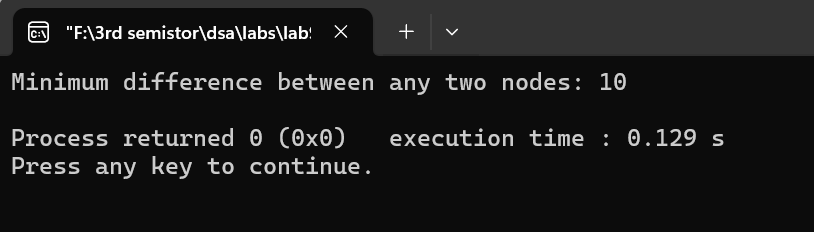 "F:\3rd semistor\dsa\labs\lab
Minimum difference between any two nodes: 10
Process returned 0 (0x0)   execution time : 0.129 s
Press any key to continue.